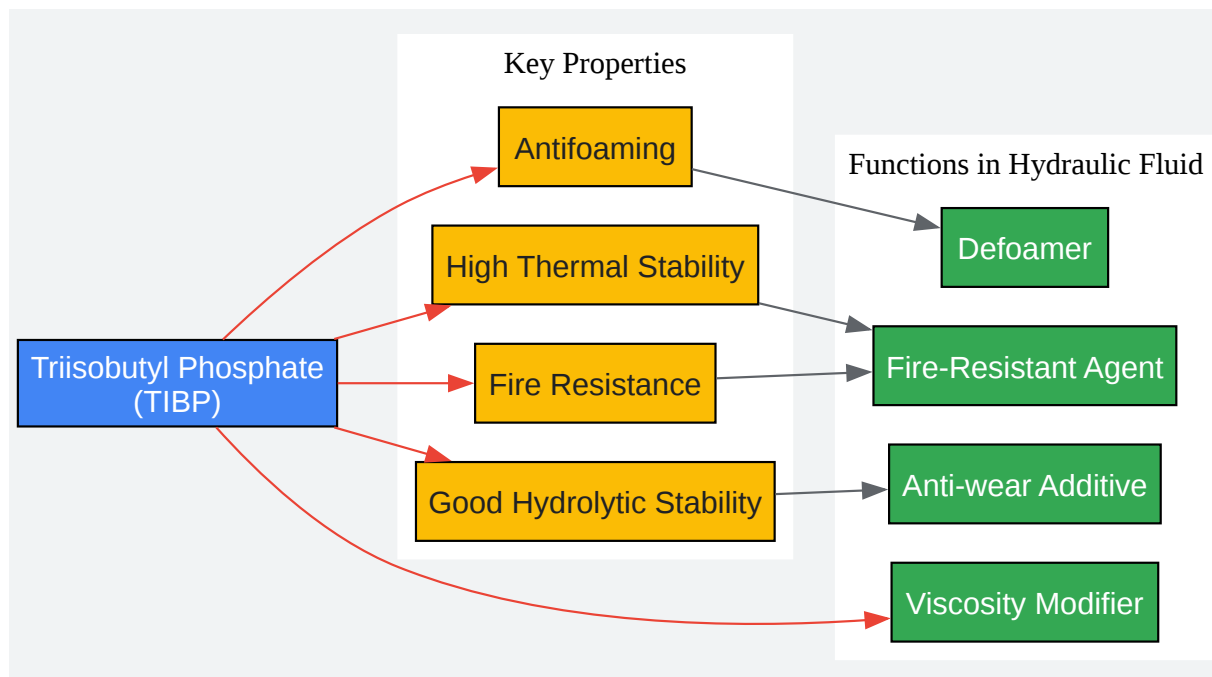 Key Properties
Antifoaming
High Thermal Stability
Fire Resistance
Good Hydrolytic Stability
Triisobutyl Phosphate
(TIBP)
Functions in Hydraulic Fluid
Defoamer
Fire-Resistant Agent
Anti-wear Additive
Viscosity Modifier